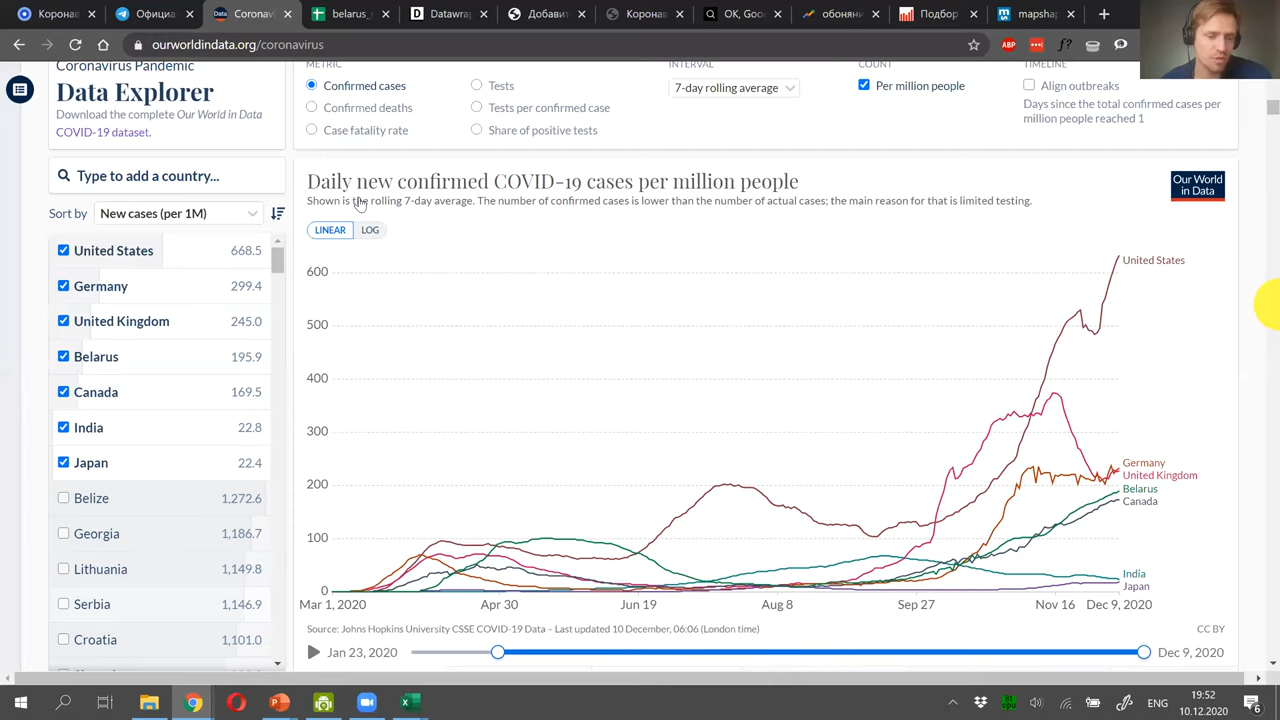 Коронав
Официа
Coronavi
belarus_
Datawra
Добавит
Коронав
ОК, Goo
обоняни
Подбор
mapshap
ourworldindata.org/coronavirus
ABP
f?
Coronavirus Pandemic
Data Explorer
Download the complete Our World in Data
COVID-19 dataset.
METRIC
Confirmed cases
Confirmed deaths
Case fatality rate
Tests
Tests per confirmed case
Share of positive tests
INTERVAL
7-day rolling average
COUNT
Per million people
TIMELINE
Align outbreaks
Days since the total confirmed cases per
million people reached 1
Type to add a country...
Sort by
New cases (per 1M)
United States 668.5
Germany 299.4
United Kingdom 245.0
Belarus 195.9
Canada 169.5
India 22.8
Japan 22.4
Belize 1,272.6
Georgia 1,186.7
Lithuania 1,149.8
Serbia 1,146.9
Croatia 1,101.0
Daily new confirmed COVID-19 cases per million people
Shown is the rolling 7-day average. The number of confirmed cases is lower than the number of actual cases; the main reason for that is limited testing.
Our World
in Data
LINEAR
LOG
600
500
400
300
200
100
0
United States
Germany
United Kingdom
Belarus
Canada
India
Japan
Mar 1, 2020
Apr 30
Jun 19
Aug 8
Sep 27
Nov 16
Dec 9, 2020
Source: Johns Hopkins University CSSE COVID-19 Data – Last updated 10 December, 06:06 (London time)
CC BY
Jan 23, 2020
Dec 9, 2020
ENG
19:52
10.12.2020
6